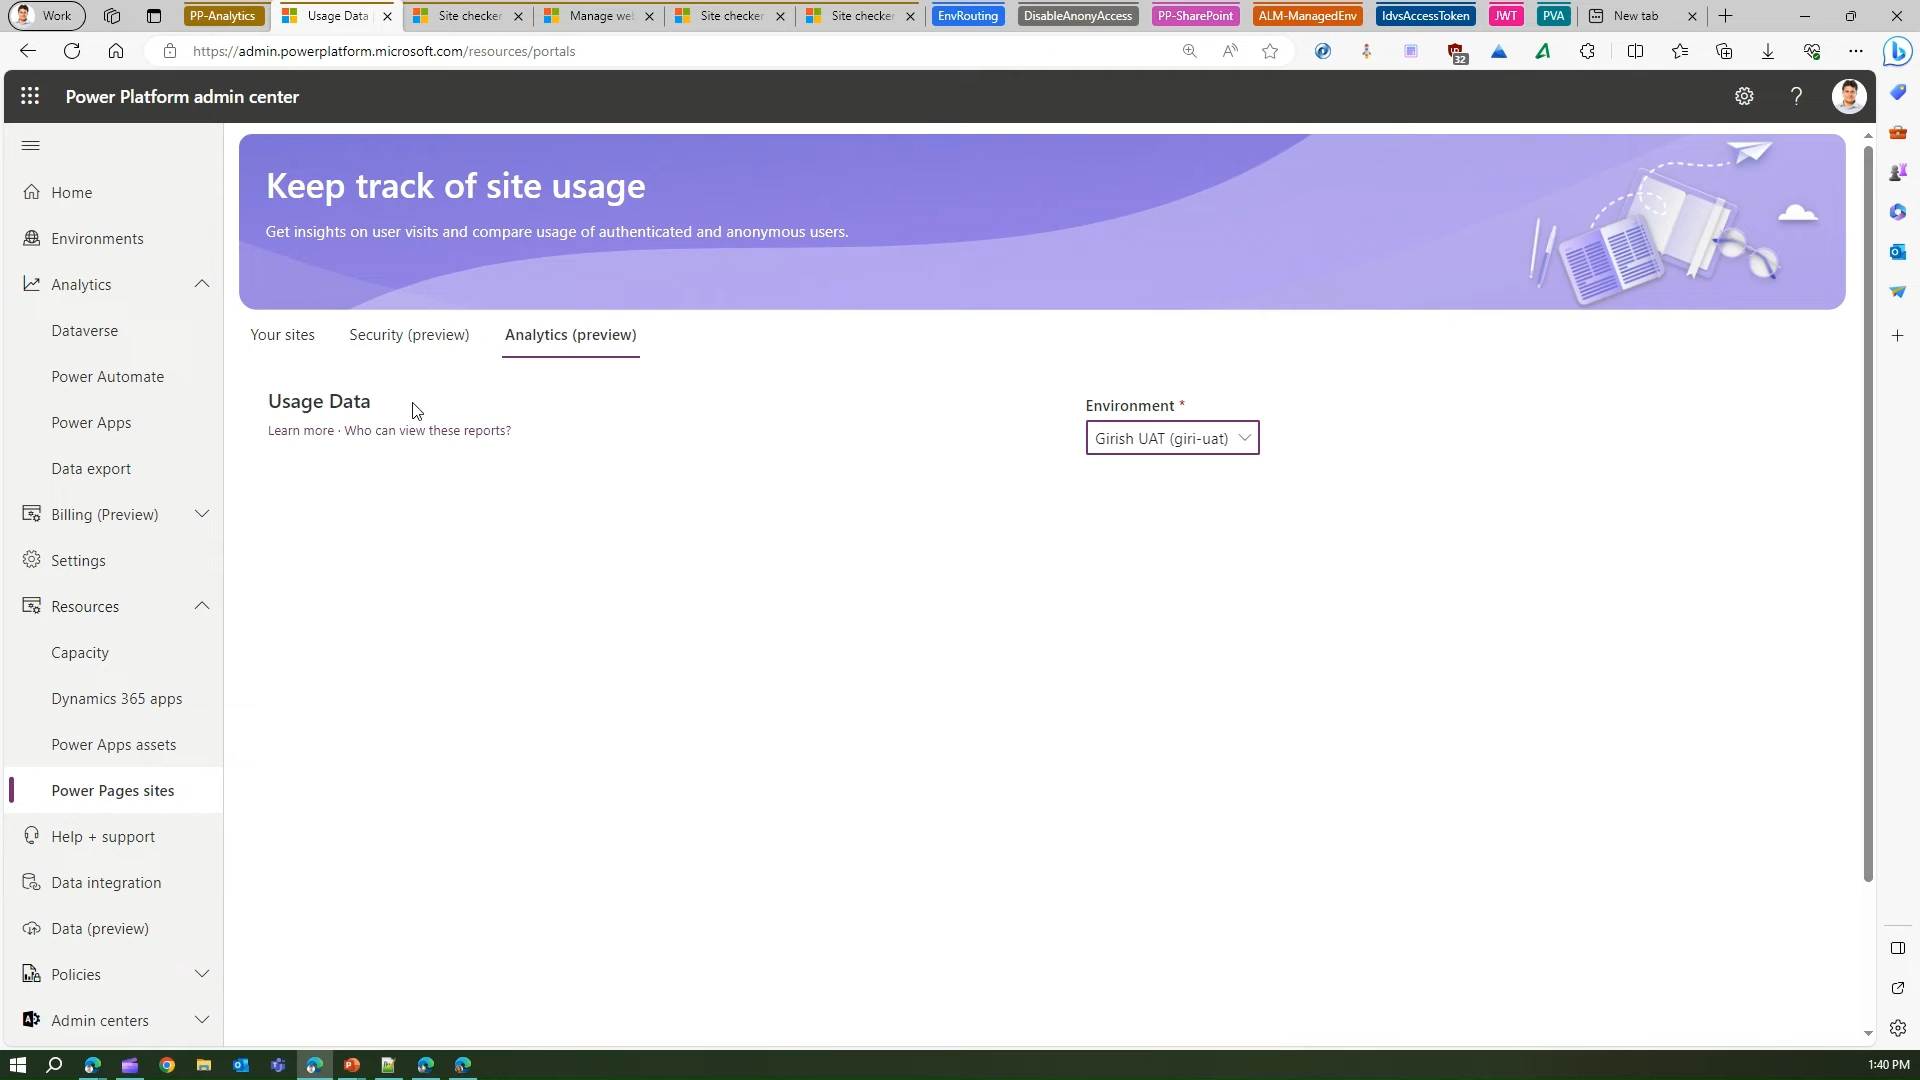 Work
PP-Analytics
Usage Data
Site checker
Manage web
Site checker
Site checker
EnvRouting
DisableAnonyAccess
PP-SharePoint
ALM-ManagedEnv
IdvsAccessToken
JWT
PVA
New tab
https://admin.powerplatform.microsoft.com/resources/portals
32
Power Platform admin center
Home
Environments
Analytics
Dataverse
Power Automate
Power Apps
Data export
Billing (Preview)
Settings
Resources
Capacity
Dynamics 365 apps
Power Apps assets
Power Pages sites
Help + support
Data integration
Data (preview)
Policies
Admin centers
Keep track of site usage
Get insights on user visits and compare usage of authenticated and anonymous users.
Your sites
Security (preview)
Analytics (preview)
Usage Data
Learn more · Who can view these reports?
Environment *
Girish UAT (giri-uat)
1:40 PM